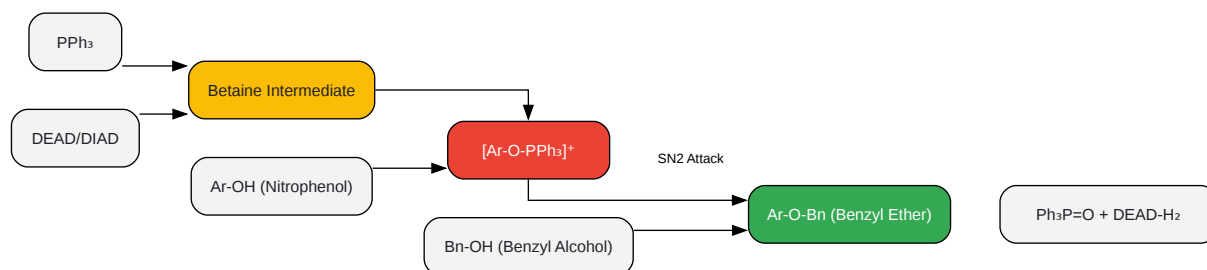 PPh₃
DEAD/DIAD
Betaine Intermediate
Ar-OH (Nitrophenol)
[Ar-O-PPh₃]⁺
Bn-OH (Benzyl Alcohol)
SN2 Attack
Ar-O-Bn (Benzyl Ether)
Ph₃P=O + DEAD-H₂